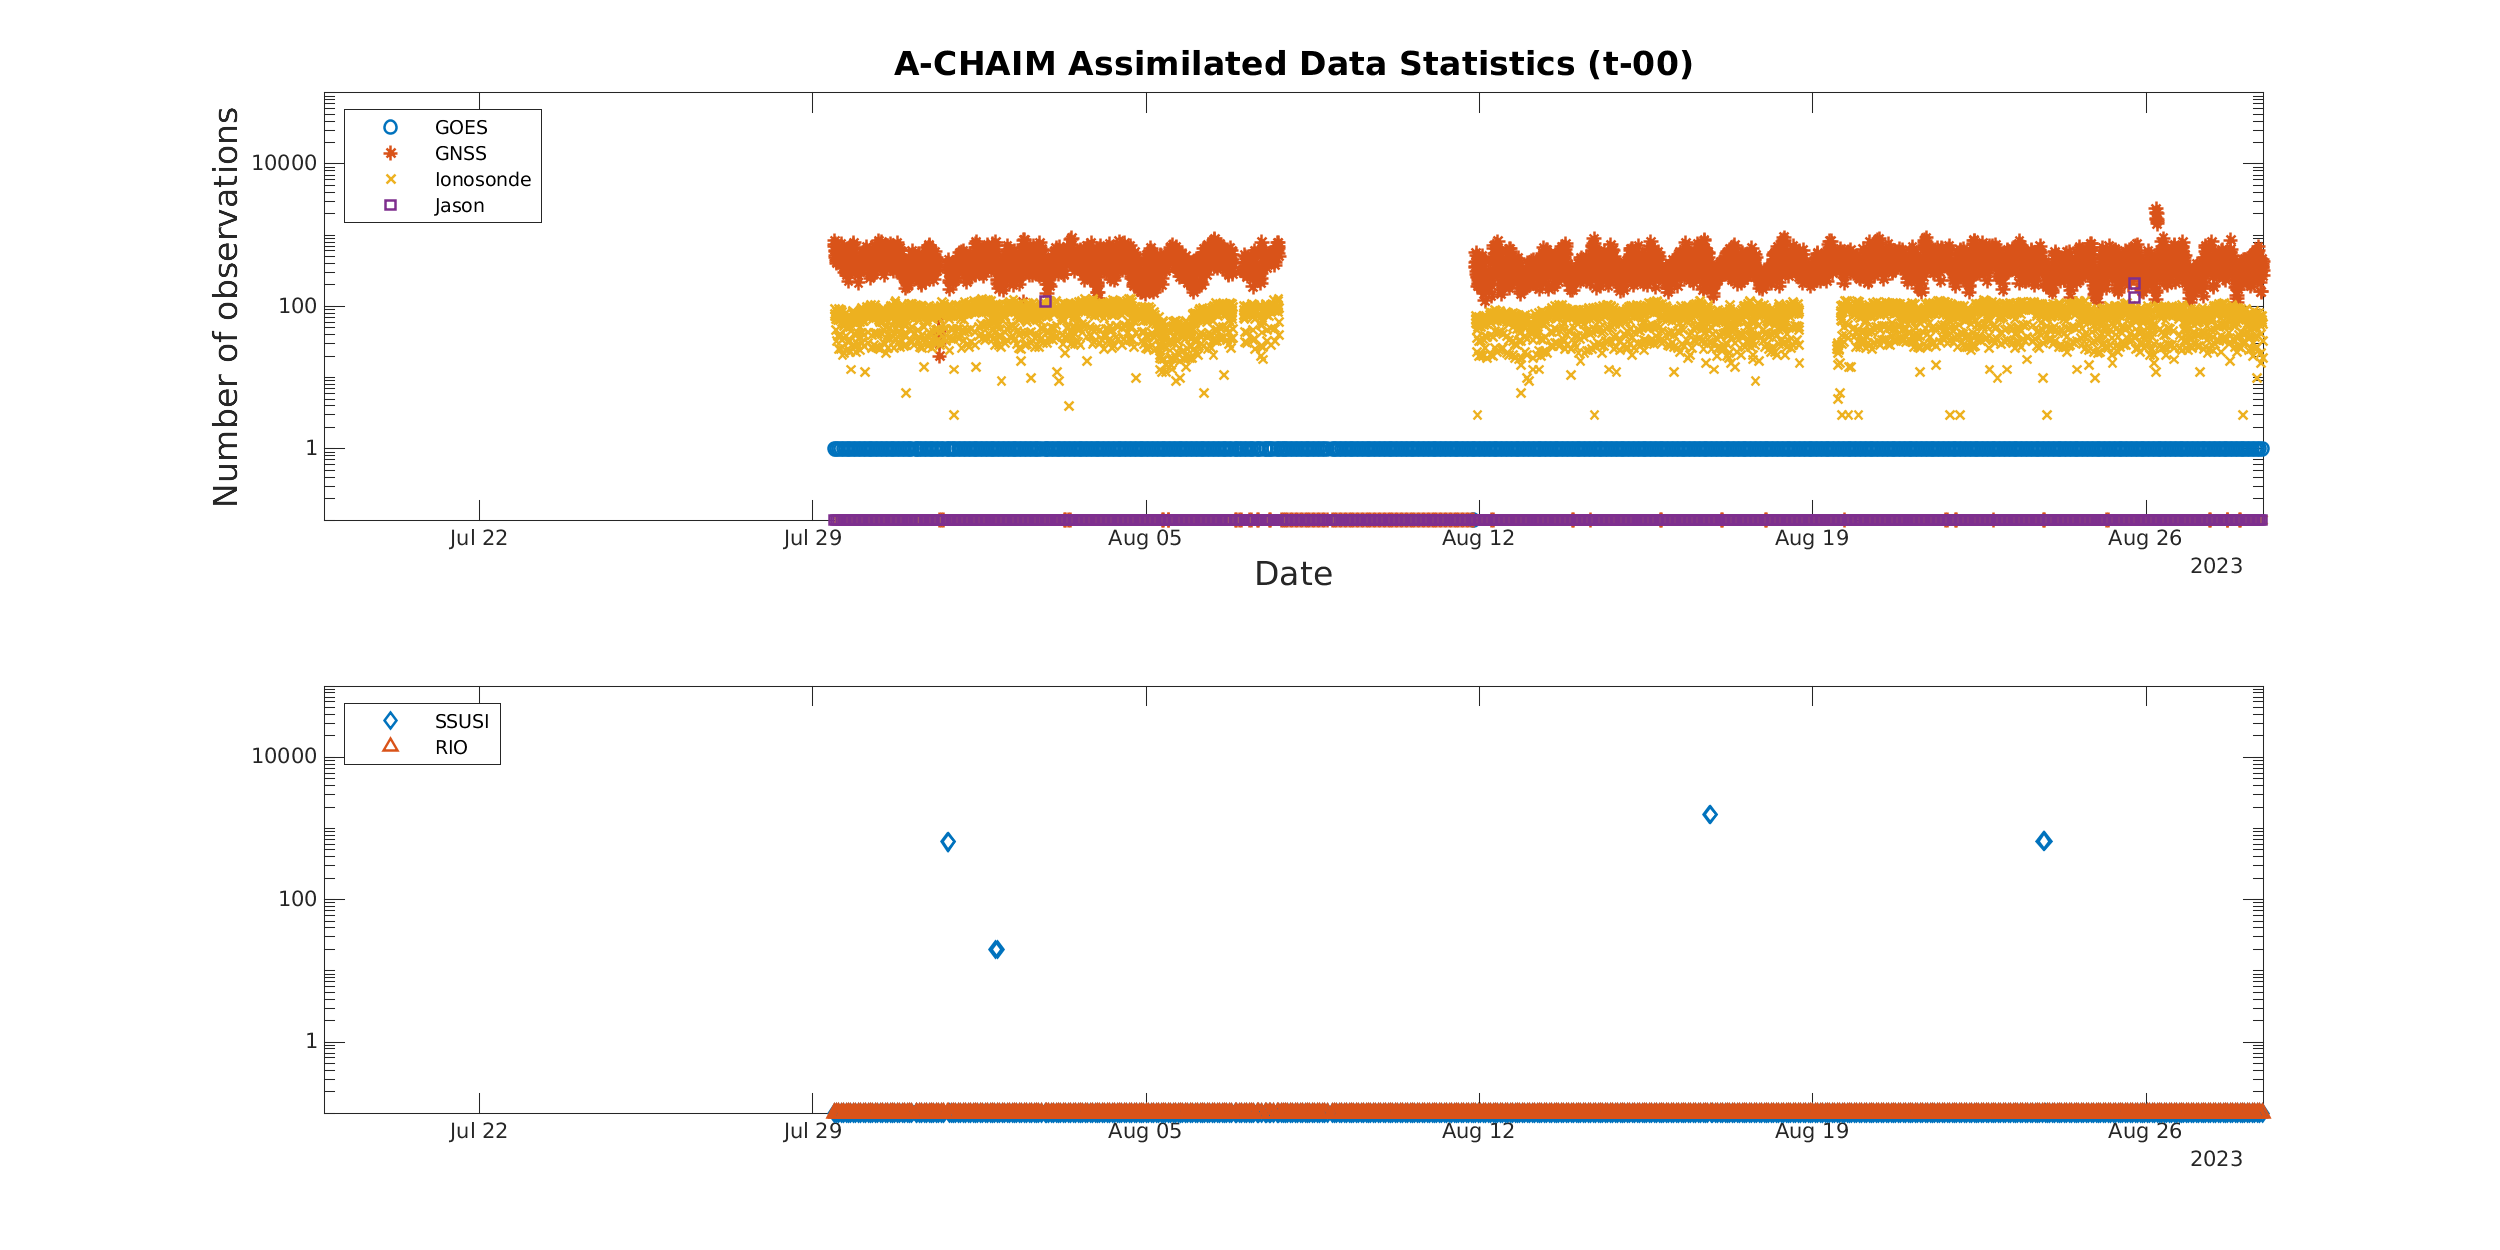 A-CHAIM Assimilated Data Statistics (t-00)
Number of observations
GOES
GNSS
Ionosonde
Jason
10000
100
1
Jul 22
Jul 29
Aug 05
Aug 12
Aug 19
Aug 26
2023
Date
SSUSI
RIO
10000
100
1
Jul 22
Jul 29
Aug 05
Aug 12
Aug 19
Aug 26
2023